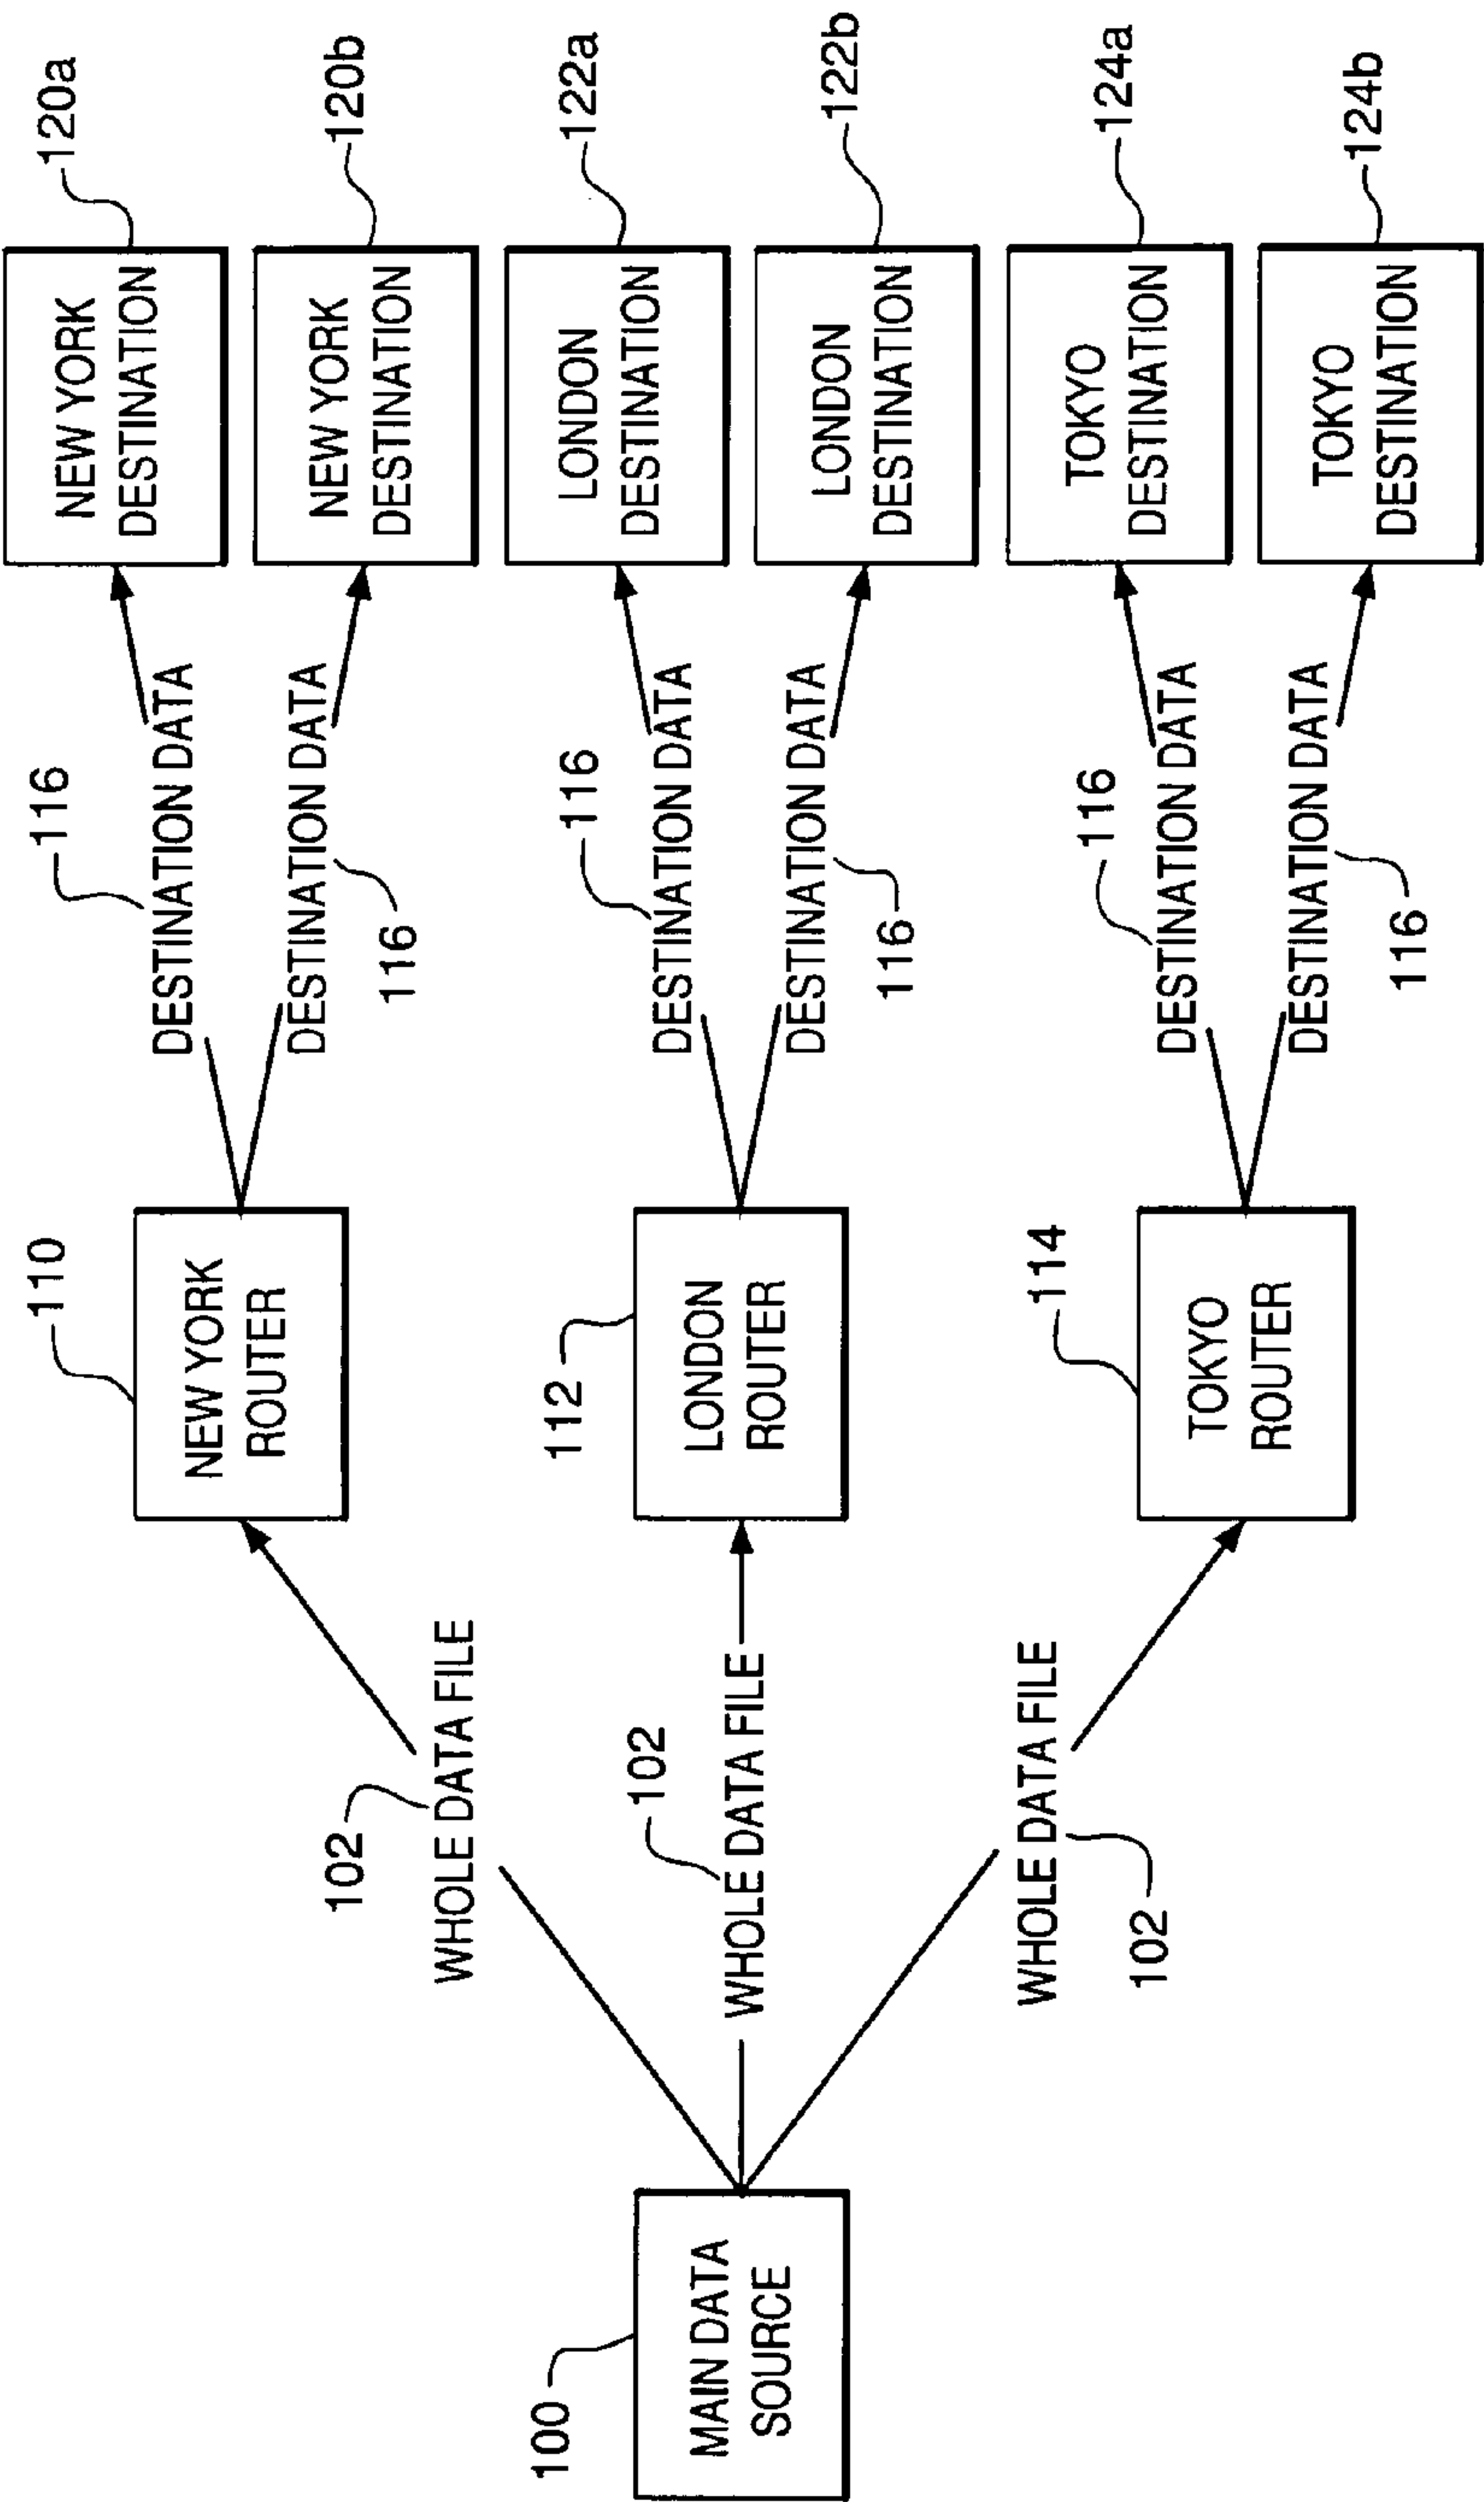 100
MAIN DATA
SOURCE
102
WHOLE DATA FILE
102
WHOLE DATA FILE
WHOLE DATA FILE
102
110
NEW YORK
ROUTER
112
LONDON
ROUTER
114
TOKYO
ROUTER
116
DESTINATION DATA
DESTINATION DATA
116
116
DESTINATION DATA
DESTINATION DATA
116
116
DESTINATION DATA
DESTINATION DATA
116
120a
NEW YORK
DESTINATION
120b
NEW YORK
DESTINATION
122a
LONDON
DESTINATION
122b
LONDON
DESTINATION
124a
TOKYO
DESTINATION
124b
TOKYO
DESTINATION